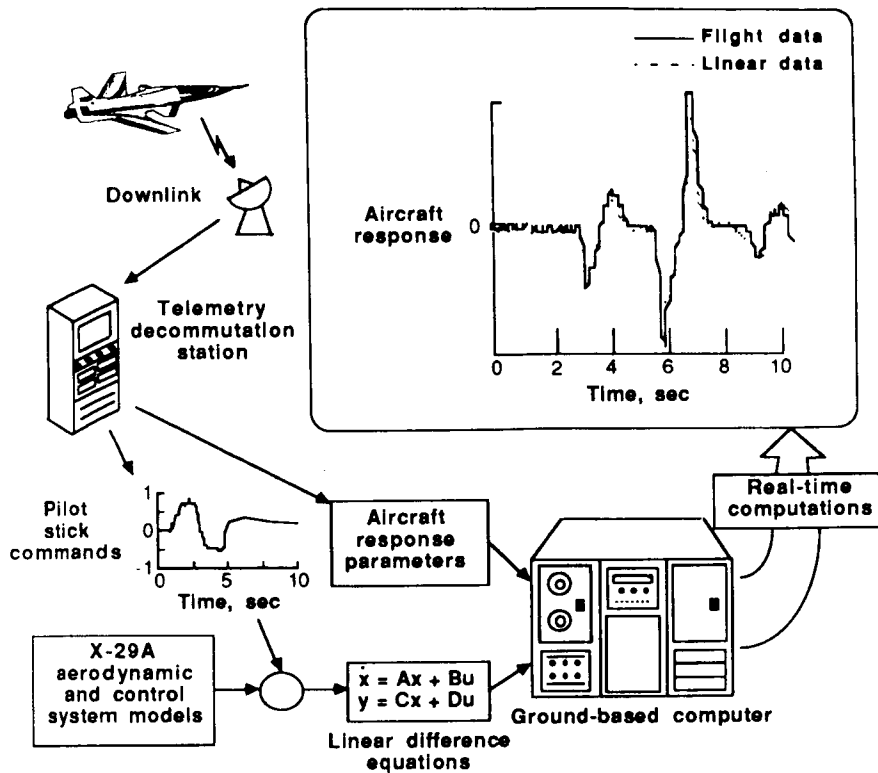 Flight data
Linear data
Downlink
Aircraft
response
0
0
2
4
6
8
10
Time, sec
Telemetry
decommutation
station
Pilot
stick
commands
1
0
-1
0
5
10
Time, sec
Aircraft
response
parameters
Real-time
computations
X-29A
aerodynamic
and control
system models
ẋ = Ax + Bu
y = Cx + Du
Linear difference
equations
Ground-based computer